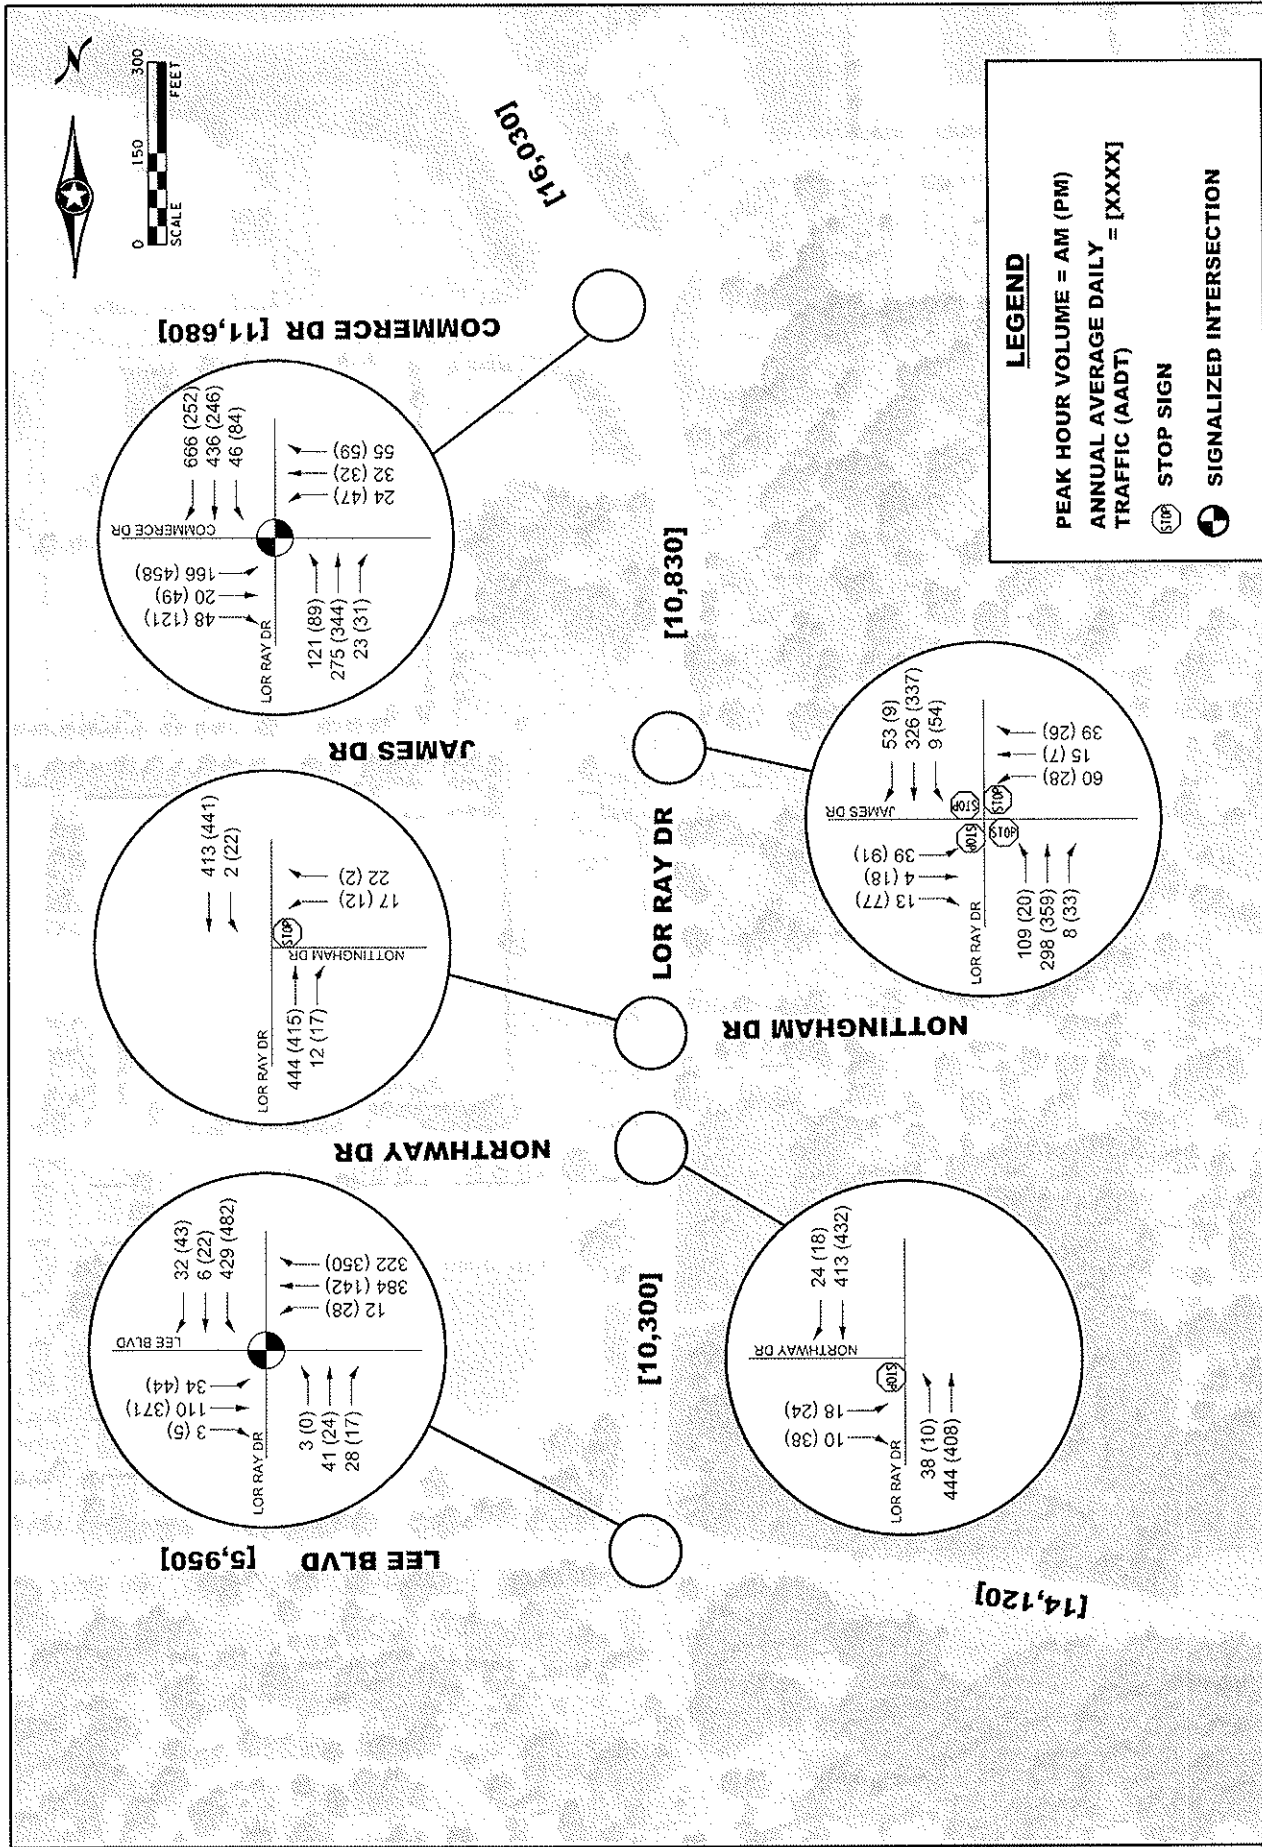 N
0 150 300
SCALE FEET
LEE BLVD [5,950]
NORTHWAY DR
JAMES DR
COMMERCE DR [11,680]
[16,030]
LEE BLVD
LOR RAY DR
32 (43)
6 (22)
429 (482)
3 (5)
110 (371)
34 (44)
3 (0)
41 (24)
28 (17)
12 (28)
384 (142)
322 (350)
LOR RAY DR
NOTTINGHAM DR
STOP
413 (441)
2 (22)
444 (415)
12 (17)
17 (12)
22 (2)
COMMERCE DR
LOR RAY DR
666 (252)
436 (246)
46 (84)
48 (121)
20 (49)
166 (458)
121 (89)
275 (344)
23 (31)
24 (47)
32 (32)
55 (59)
[10,300]
LOR RAY DR
[10,830]
NOTTINGHAM DR
[14,120]
NORTHWAY DR
LOR RAY DR
STOP
24 (18)
413 (432)
10 (38)
18 (24)
38 (10)
444 (408)
JAMES DR
LOR RAY DR
STOP
STOP
STOP
STOP
53 (9)
326 (337)
9 (54)
13 (77)
4 (18)
39 (91)
109 (20)
298 (359)
8 (33)
60 (28)
15 (7)
39 (26)
LEGEND
PEAK HOUR VOLUME = AM (PM)
ANNUAL AVERAGE DAILY
TRAFFIC (AADT) = [XXXX]
STOP STOP SIGN
SIGNALIZED INTERSECTION